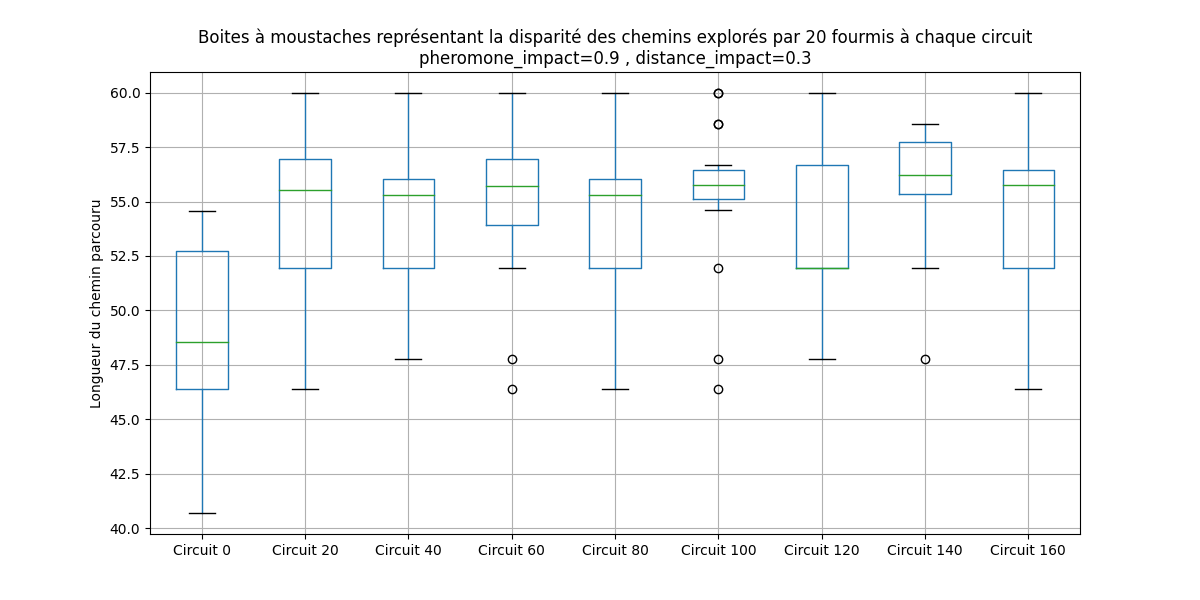 Boites à moustaches représentant la disparité des chemins explorés par 20 fourmis à chaque circuit
pheromone_impact=0.9 , distance_impact=0.3
Longueur du chemin parcouru
60.0
57.5
55.0
52.5
50.0
47.5
45.0
42.5
40.0
Circuit 0
Circuit 20
Circuit 40
Circuit 60
Circuit 80
Circuit 100
Circuit 120
Circuit 140
Circuit 160